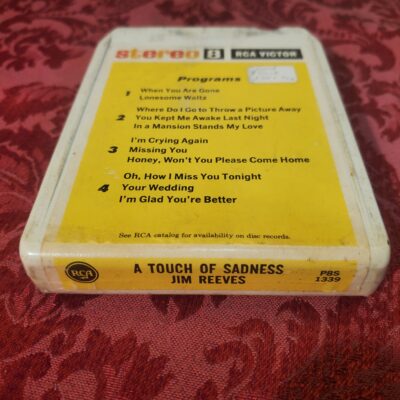 stereo 8 RCA VICTOR
Programs
1 When You Are Gone
Lonesome Waltz
Where Do I Go to Throw a Picture Away
2 You Kept Me Awake Last Night
In a Mansion Stands My Love
I'm Crying Again
3 Missing You
Honey, Won't You Please Come Home
Oh, How I Miss You Tonight
4 Your Wedding
I'm Glad You're Better
See RCA catalog for availability on disc records.
RCA
A TOUCH OF SADNESS
JIM REEVES
P8S
1339